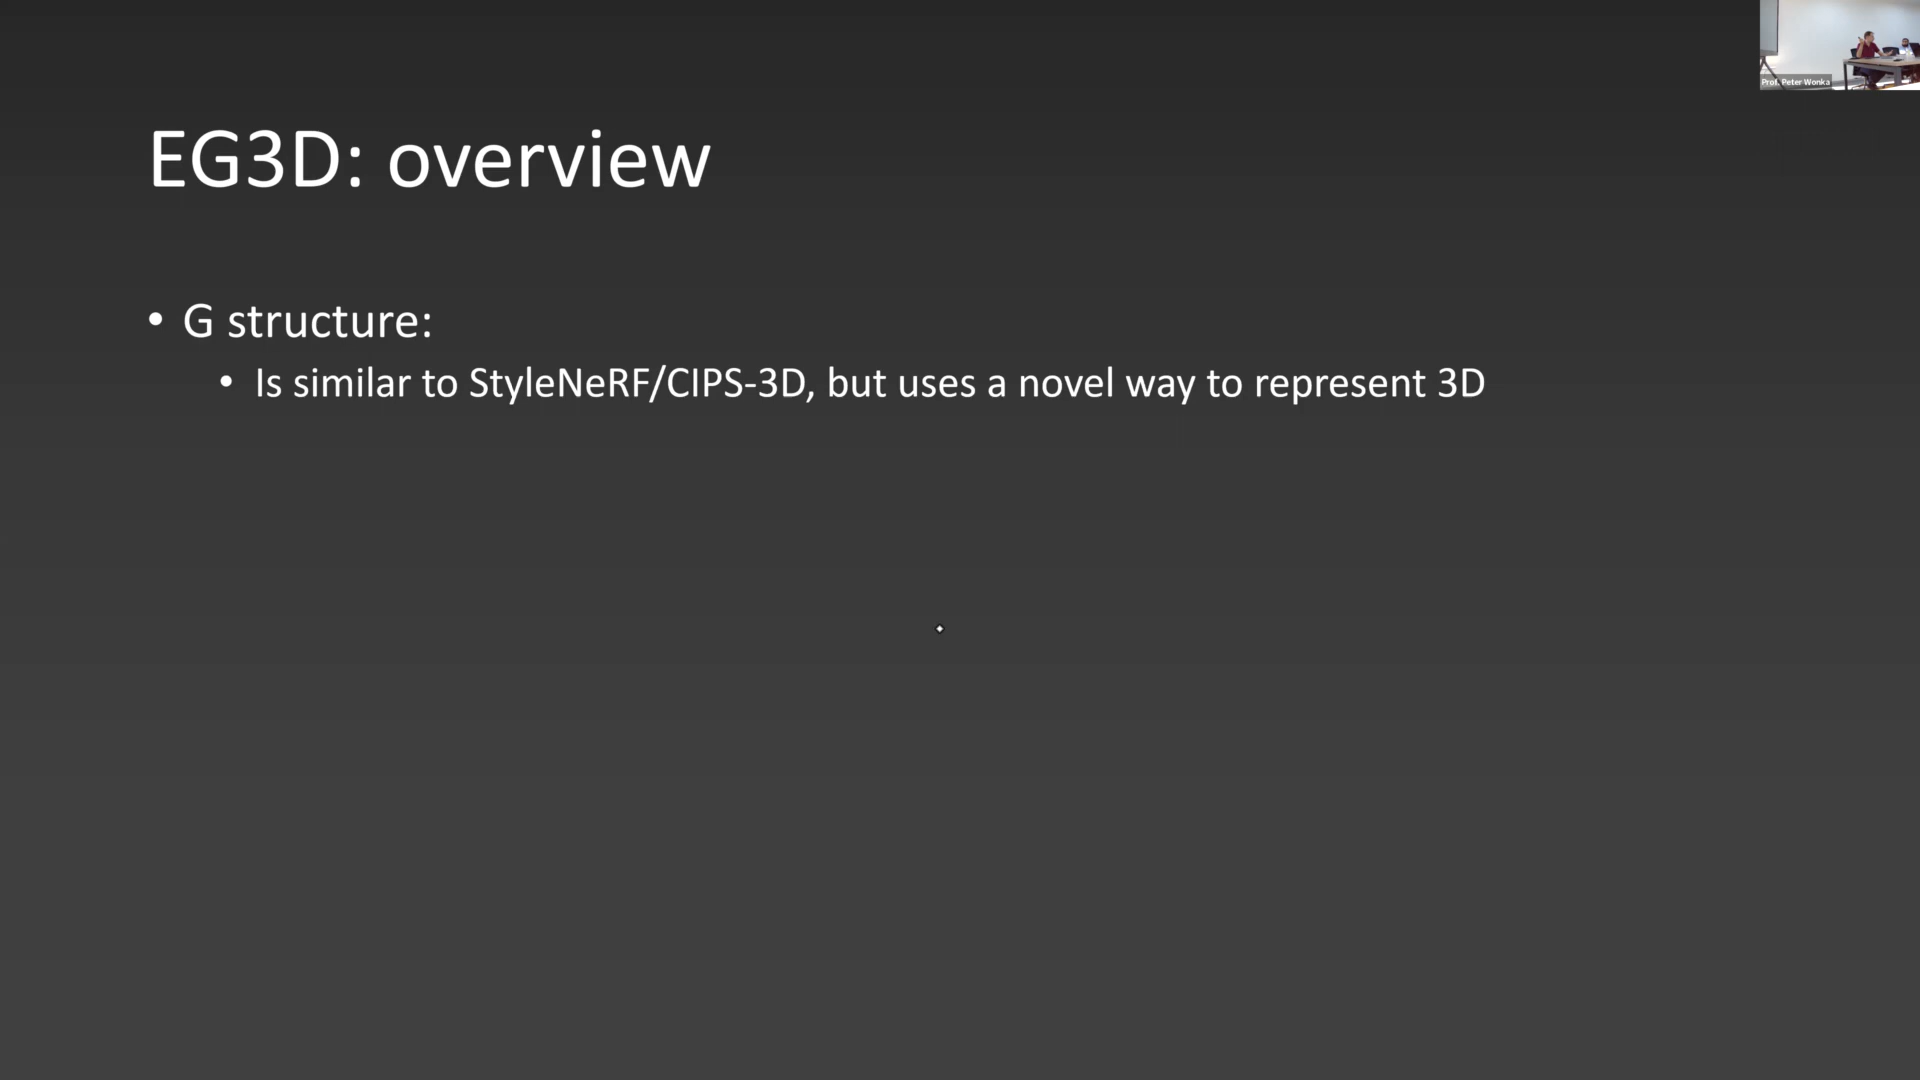 Prof. Peter Wonka
EG3D: overview
• G structure:
• Is similar to StyleNeRF/CIPS-3D, but uses a novel way to represent 3D